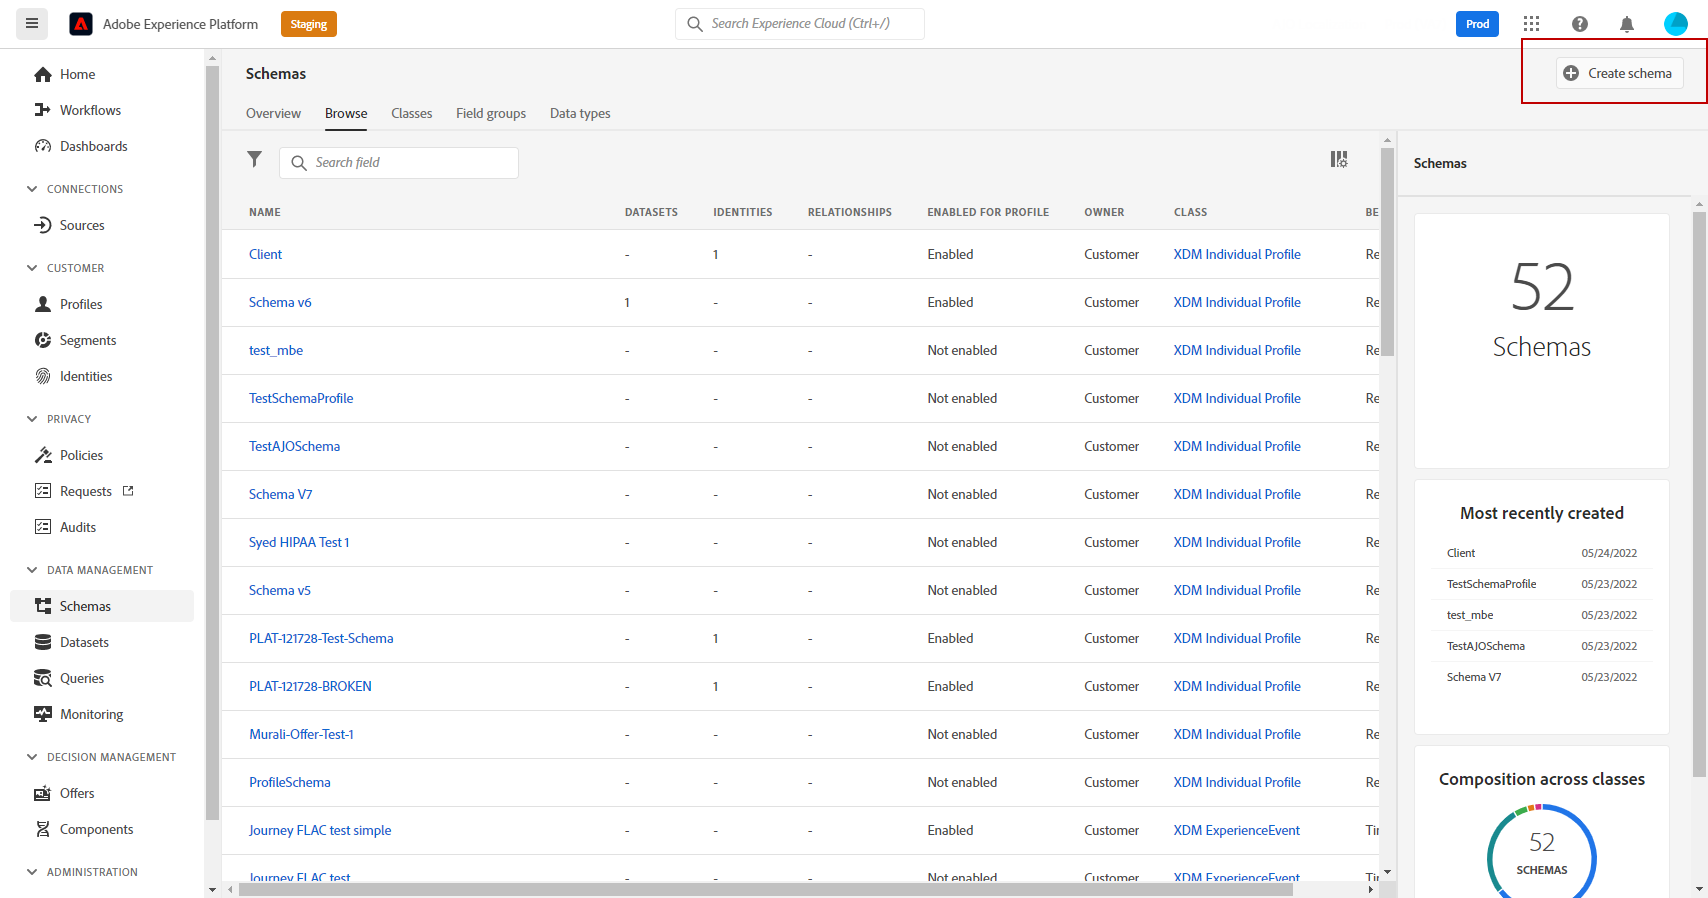 Adobe Experience Platform Staging Search Experience Cloud (Ctrl+/) Prod
Home
Workflows
Dashboards
CONNECTIONS
Sources
CUSTOMER
Profiles
Segments
Identities
PRIVACY
Policies
Requests
Audits
DATA MANAGEMENT
Schemas
Datasets
Queries
Monitoring
DECISION MANAGEMENT
Offers
Components
ADMINISTRATION
Schemas Create schema
Overview Browse Classes Field groups Data types
Search field
NAME DATASETS IDENTITIES RELATIONSHIPS ENABLED FOR PROFILE OWNER CLASS BE
Client - 1 - Enabled Customer XDM Individual Profile Re
Schema v6 1 - - Enabled Customer XDM Individual Profile Re
test_mbe - - - Not enabled Customer XDM Individual Profile Re
TestSchemaProfile - - - Not enabled Customer XDM Individual Profile Re
TestAJOSchema - - - Not enabled Customer XDM Individual Profile Re
Schema V7 - - - Not enabled Customer XDM Individual Profile Re
Syed HIPAA Test 1 - - - Not enabled Customer XDM Individual Profile Re
Schema v5 - - - Not enabled Customer XDM Individual Profile Re
PLAT-121728-Test-Schema - 1 - Enabled Customer XDM Individual Profile Re
PLAT-121728-BROKEN - 1 - Enabled Customer XDM Individual Profile Re
Murali-Offer-Test-1 - - - Not enabled Customer XDM Individual Profile Re
ProfileSchema - - - Not enabled Customer XDM Individual Profile Re
Journey FLAC test simple - - - Enabled Customer XDM ExperienceEvent Tir
Journey FLAC test - - - Not enabled Customer XDM ExperienceEvent Tir
Schemas
52
Schemas
Most recently created
Client 05/24/2022
TestSchemaProfile 05/23/2022
test_mbe 05/23/2022
TestAJOSchema 05/23/2022
Schema V7 05/23/2022
Composition across classes
52
SCHEMAS